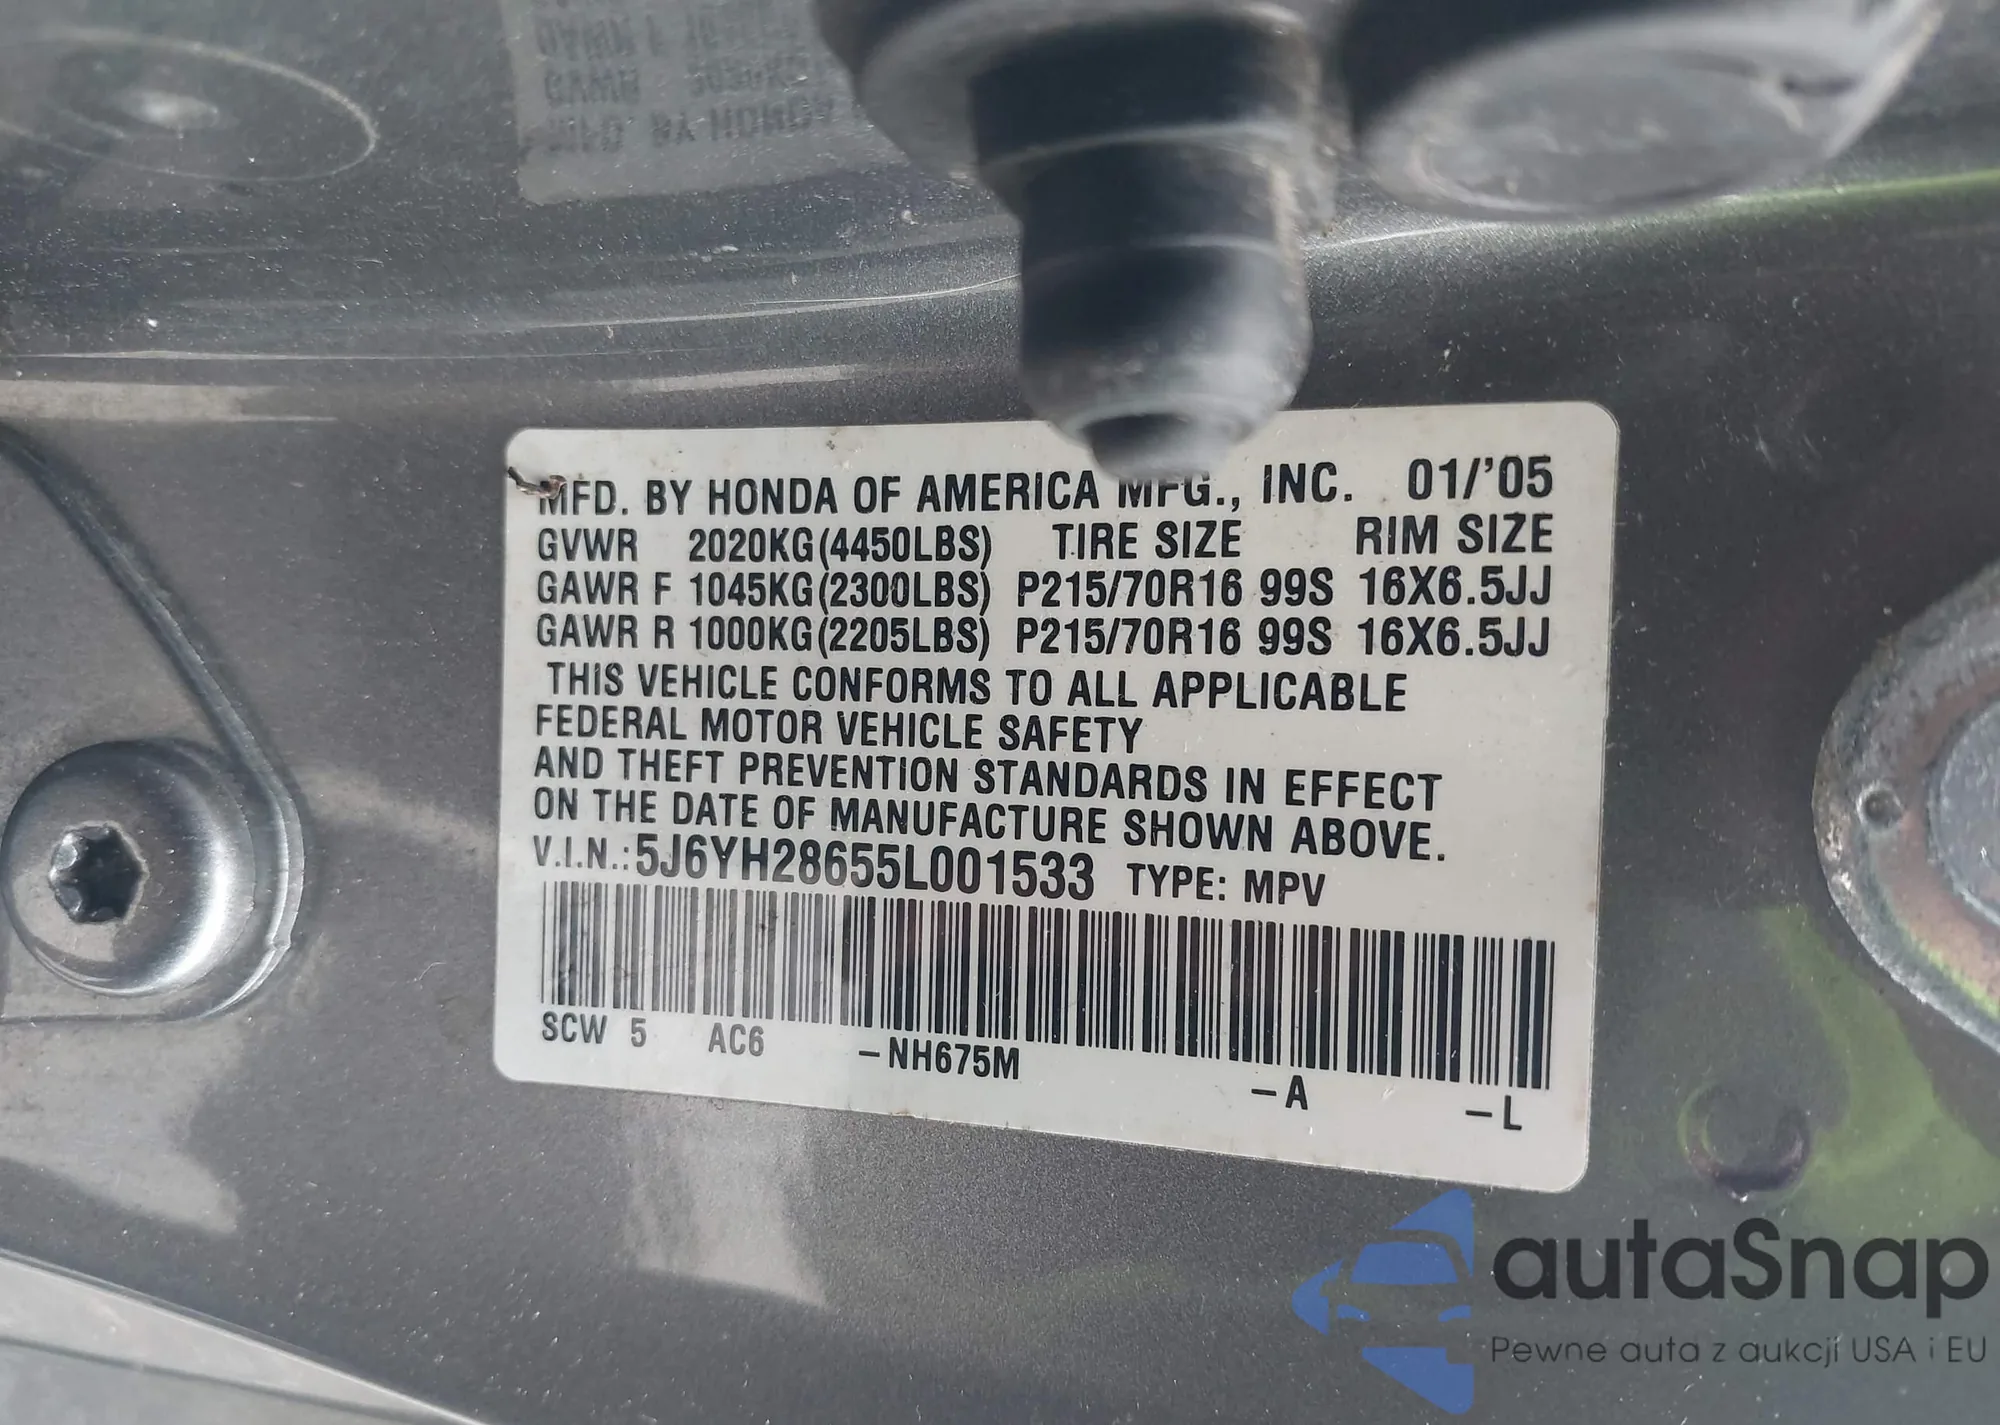 MFD. BY HONDA OF AMERICA MFG., INC. 01/'05
GVWR 2020KG(4450LBS) TIRE SIZE RIM SIZE
GAWR F 1045KG(2300LBS) P215/70R16 99S 16X6.5JJ
GAWR R 1000KG(2205LBS) P215/70R16 99S 16X6.5JJ
THIS VEHICLE CONFORMS TO ALL APPLICABLE
FEDERAL MOTOR VEHICLE SAFETY
AND THEFT PREVENTION STANDARDS IN EFFECT
ON THE DATE OF MANUFACTURE SHOWN ABOVE.
V.I.N.:5J6YH28655L001533 TYPE: MPV
SCW 5 AC6 -NH675M -A -L
autaSnap
Pewne auta z aukcji USA i EU